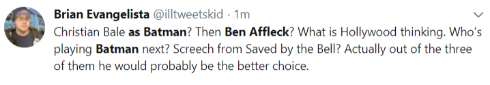 Brian Evangelista @illtweetskid · 1m
Christian Bale as Batman? Then Ben Affleck? What is Hollywood thinking. Who's
playing Batman next? Screech from Saved by the Bell? Actually out of the three
of them he would probably be the better choice.